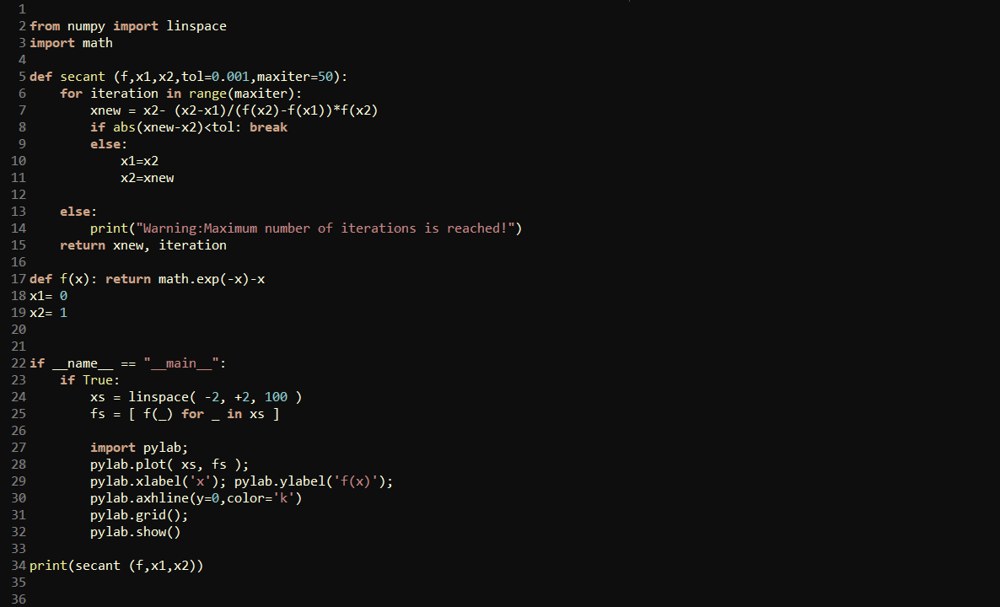 1
2 from numpy import linspace
3 import math
4
5 def secant (f,x1,x2,tol=0.001,maxiter=50):
6     for iteration in range(maxiter):
7         xnew = x2- (x2-x1)/(f(x2)-f(x1))*f(x2)
8         if abs(xnew-x2)<tol: break
9         else:
10             x1=x2
11             x2=xnew
12
13     else:
14         print("Warning:Maximum number of iterations is reached!")
15     return xnew, iteration
16
17 def f(x): return math.exp(-x)-x
18 x1= 0
19 x2= 1
20
21
22 if __name__ == "__main__":
23     if True:
24         xs = linspace( -2, +2, 100 )
25         fs = [ f(_) for _ in xs ]
26
27         import pylab;
28         pylab.plot( xs, fs );
29         pylab.xlabel('x'); pylab.ylabel('f(x)');
30         pylab.axhline(y=0,color='k')
31         pylab.grid();
32         pylab.show()
33
34 print(secant (f,x1,x2))
35
36